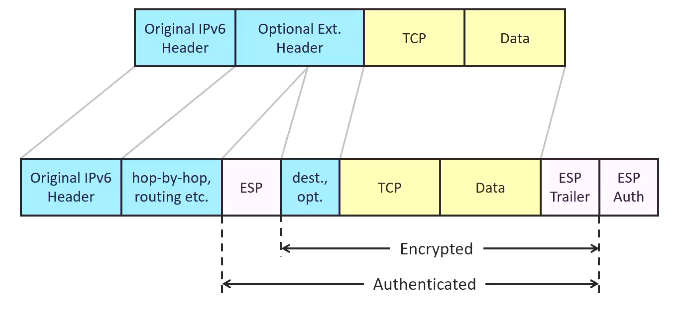 Original IPv6
Header
Optional Ext.
Header
TCP
Data
Original IPv6
Header
hop-by-hop,
routing etc.
ESP
dest.,
opt.
TCP
Data
ESP
Trailer
ESP
Auth
Encrypted
Authenticated